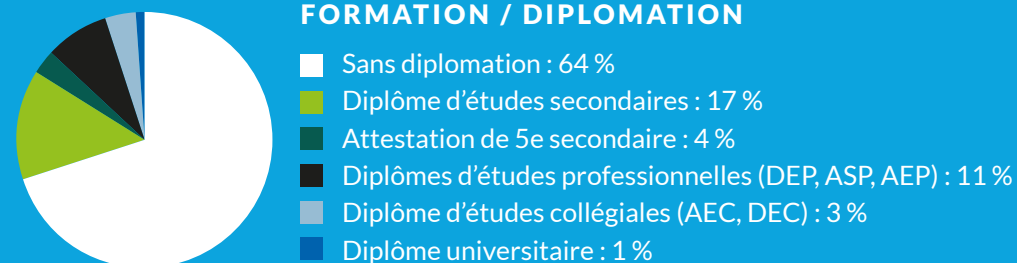 FORMATION / DIPLOMATION
Sans diplomation : 64 %
Diplôme d’études secondaires : 17 %
Attestation de 5e secondaire : 4 %
Diplômes d’études professionnelles (DEP, ASP, AEP) : 11 %
Diplôme d’études collégiales (AEC, DEC) : 3 %
Diplôme universitaire : 1 %